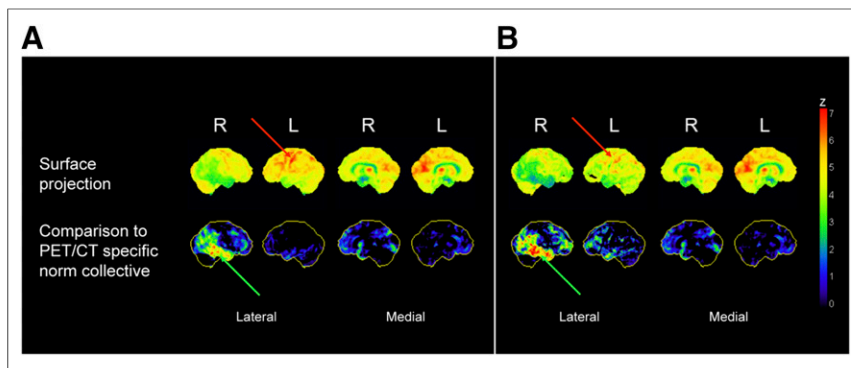 A
B
R L R L
R L R L
Surface
projection
Comparison to
PET/CT specific
norm collective
Lateral
Medial
Lateral
Medial
z
7
6
5
4
3
2
1
0